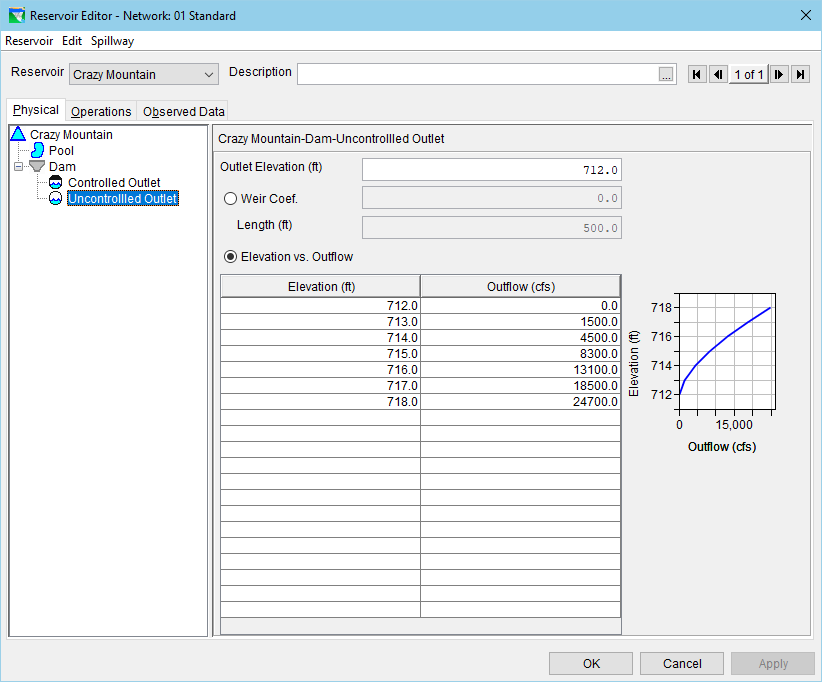 Reservoir Editor - Network: 01 Standard
Reservoir Edit Spillway
Reservoir Crazy Mountain Description ... 1 of 1
Physical Operations Observed Data
Crazy Mountain
Pool
Dam
Controlled Outlet
Uncontrollled Outlet
Crazy Mountain-Dam-Uncontrollled Outlet
Outlet Elevation (ft) 712.0
Weir Coef. 0.0
Length (ft) 500.0
Elevation vs. Outflow
Elevation (ft) Outflow (cfs)
712.0 0.0
713.0 1500.0
714.0 4500.0
715.0 8300.0
716.0 13100.0
717.0 18500.0
718.0 24700.0
Elevation (ft)
718
716
714
712
0 15,000
Outflow (cfs)
OK Cancel Apply